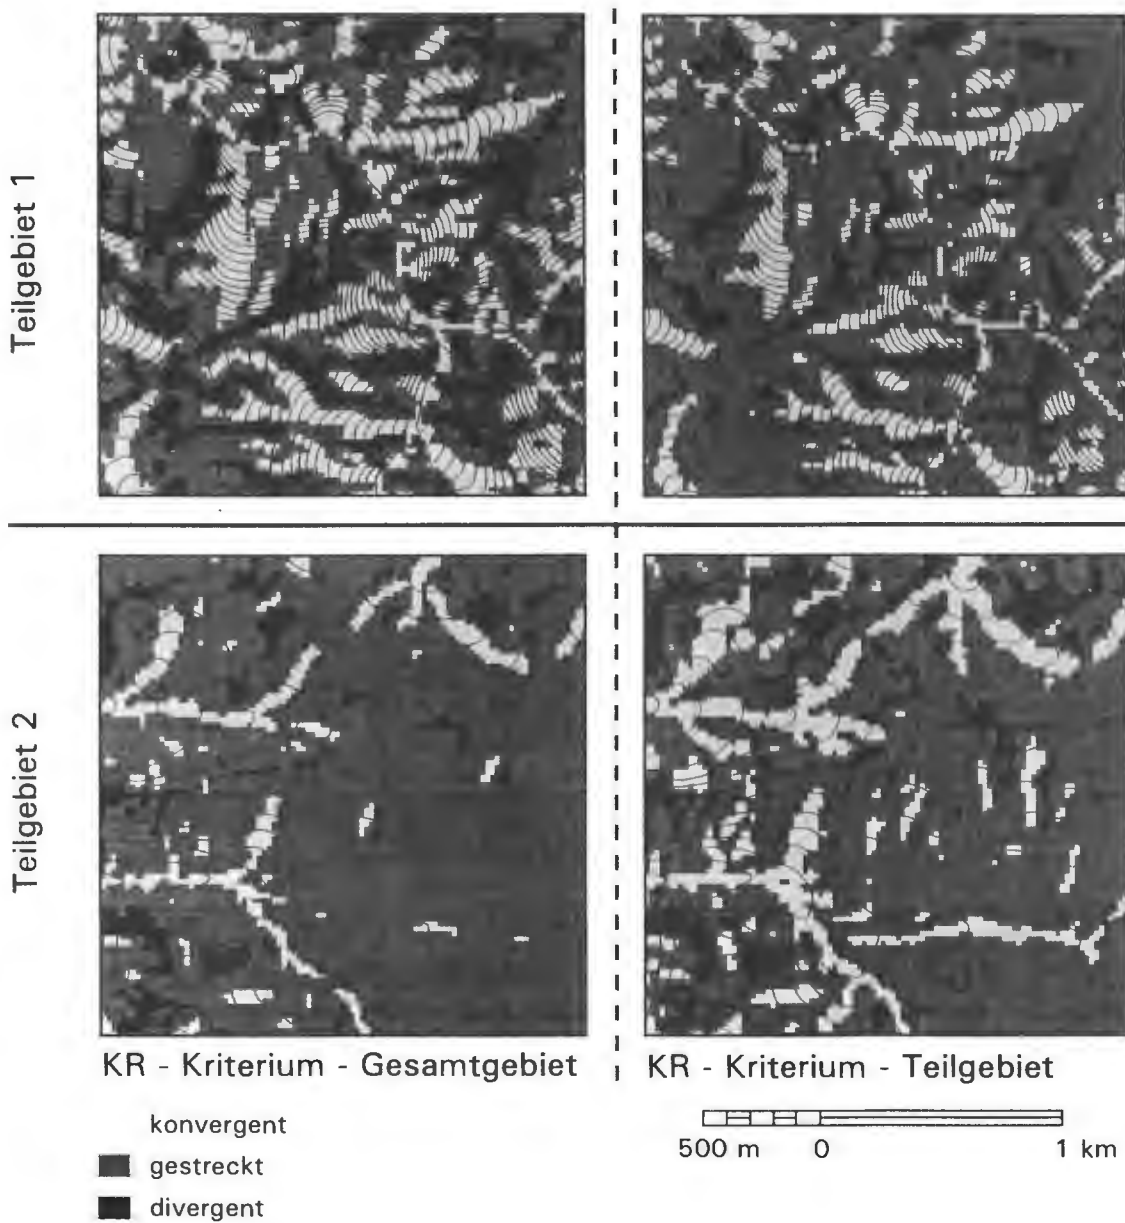 Teilgebiet 1
Teilgebiet 2
KR - Kriterium - Gesamtgebiet
KR - Kriterium - Teilgebiet
konvergent
gestreckt
divergent
500 m 0 1 km